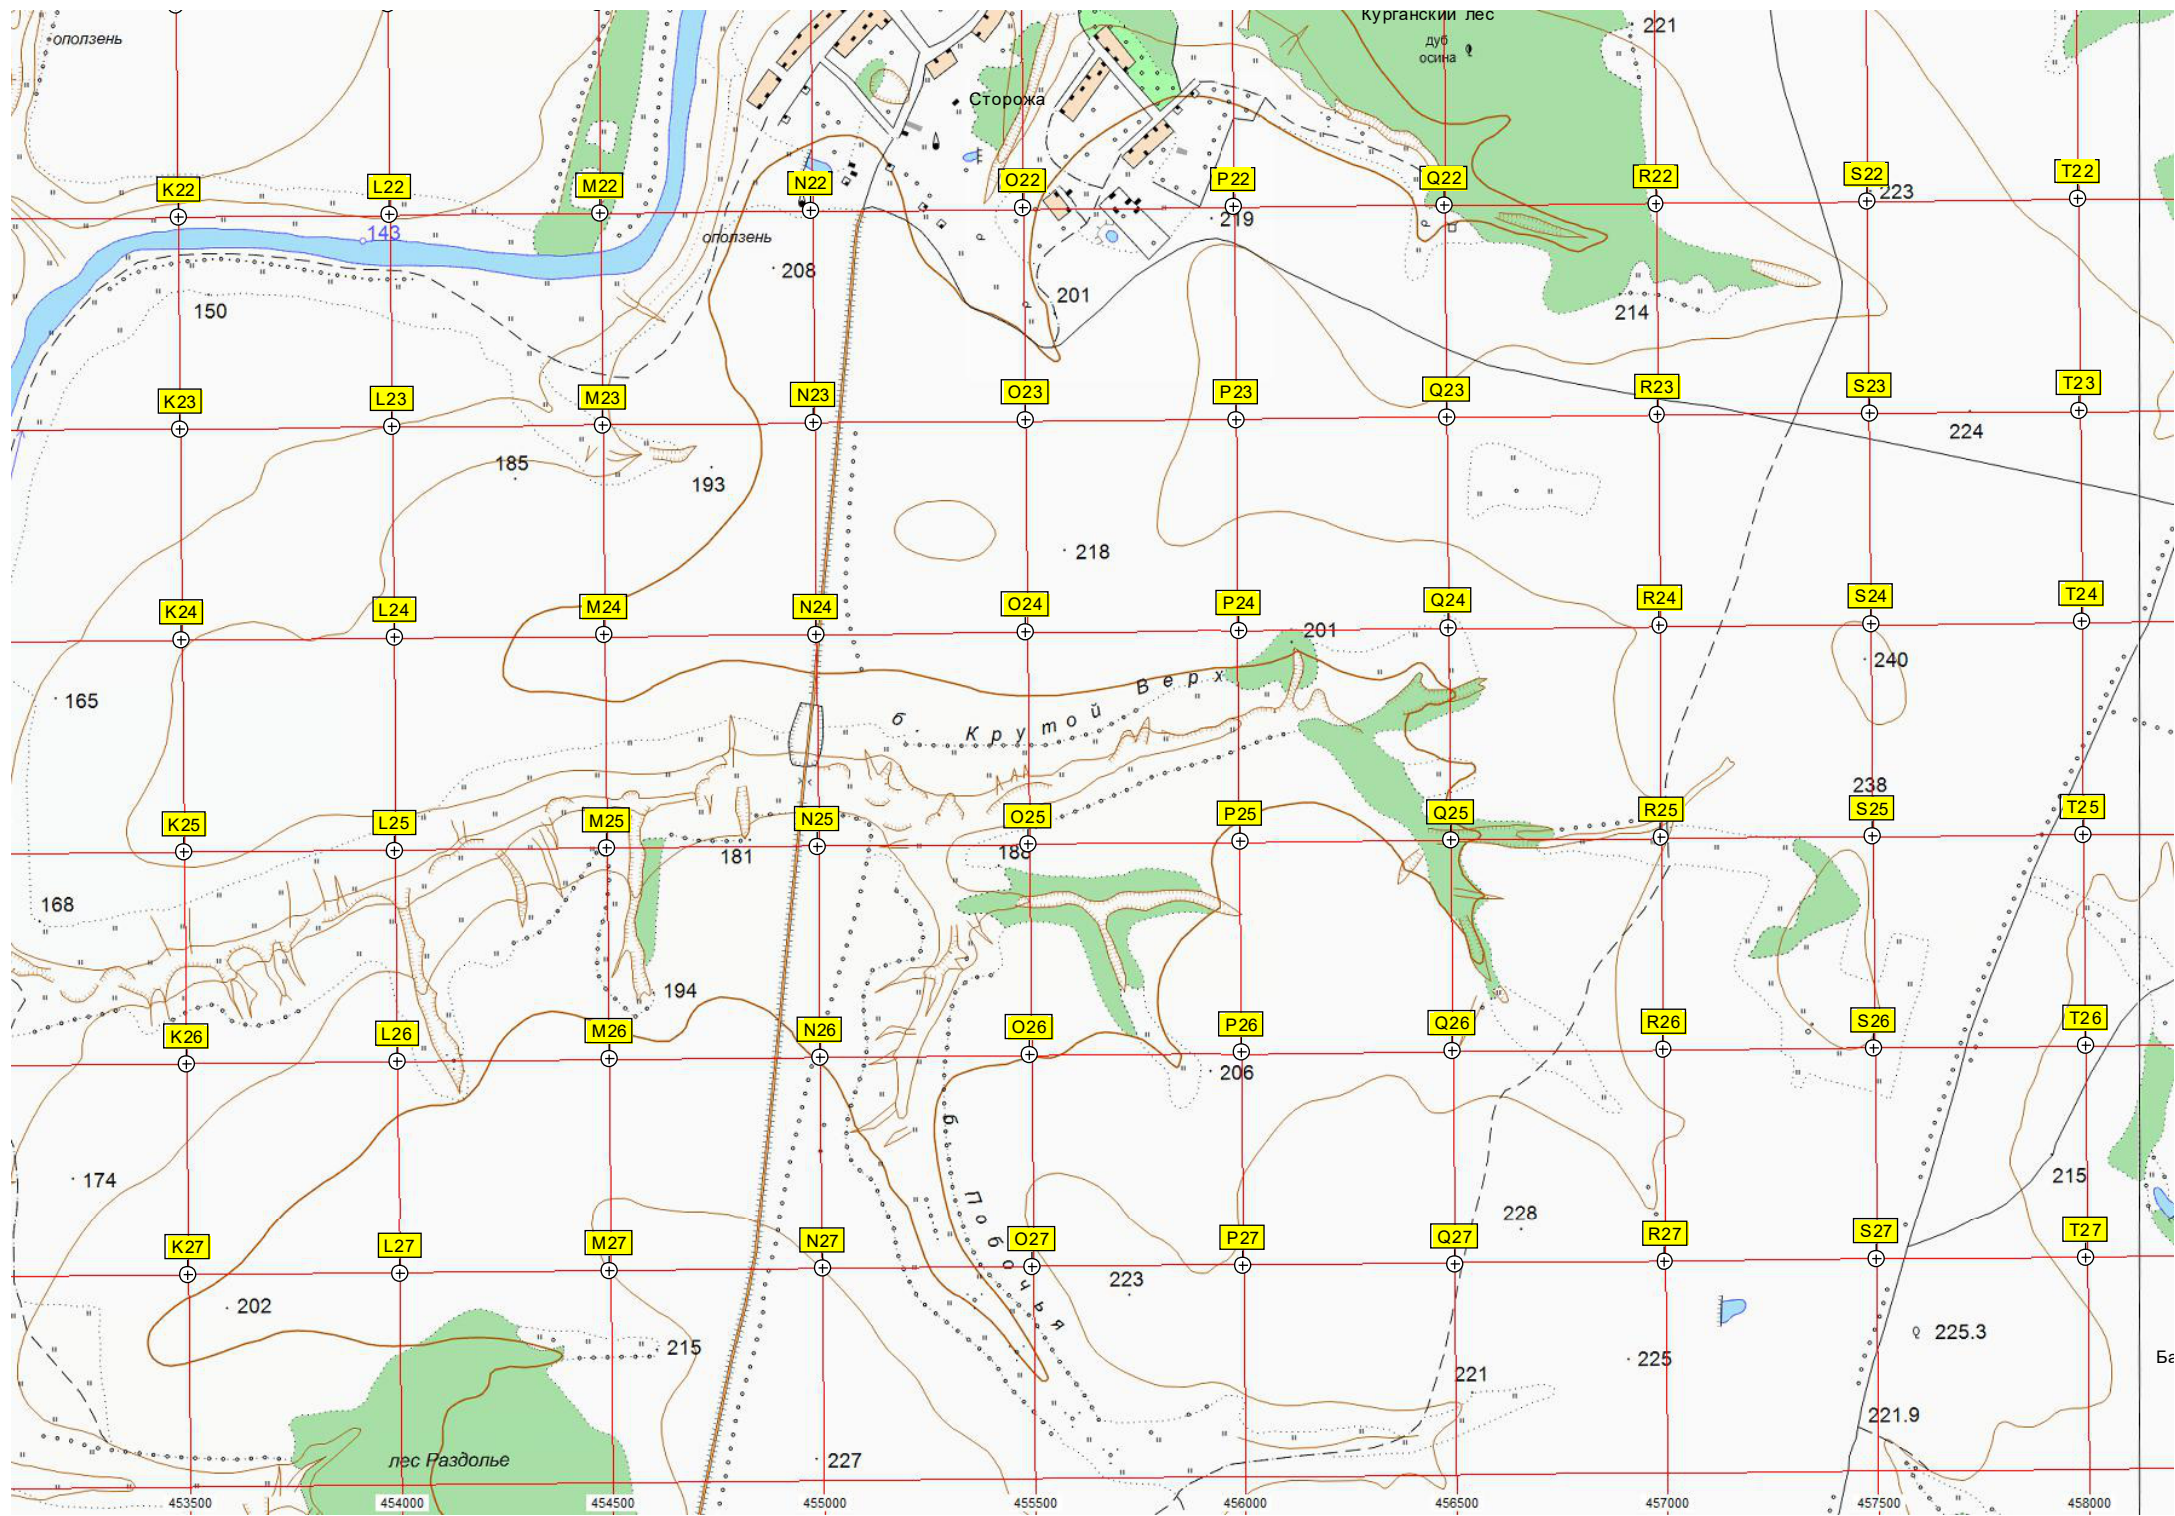 Курганский лес
221
оползень
дуб
осина
Сторожа
K22
L22
M22
N22
O22
P22
Q22
R22
S22
T22
223
143
219
оползень
208
201
150
214
K23
L23
M23
N23
O23
P23
Q23
R23
S23
T23
224
185
193
218
K24
L24
M24
N24
O24
P24
Q24
R24
S24
T24
201
240
165
б. Крутой Верх
238
K25
L25
M25
N25
O25
P25
Q25
R25
S25
T25
181
188
168
194
K26
L26
M26
N26
O26
P26
Q26
R26
S26
T26
206
б. Побочья
174
215
228
K27
L27
M27
N27
O27
P27
Q27
R27
S27
T27
223
202
225.3
215
225
Ба
221
221.9
лес Раздолье
227
453500
454000
454500
455000
455500
456000
456500
457000
457500
458000